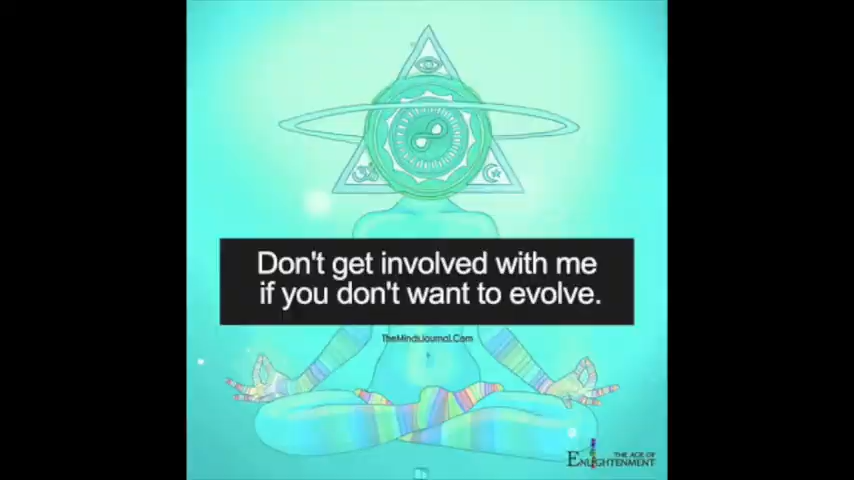 Don't get involved with me
if you don't want to evolve.
TheMindsJournal.Com
THE AGE OF
ENLIGHTENMENT